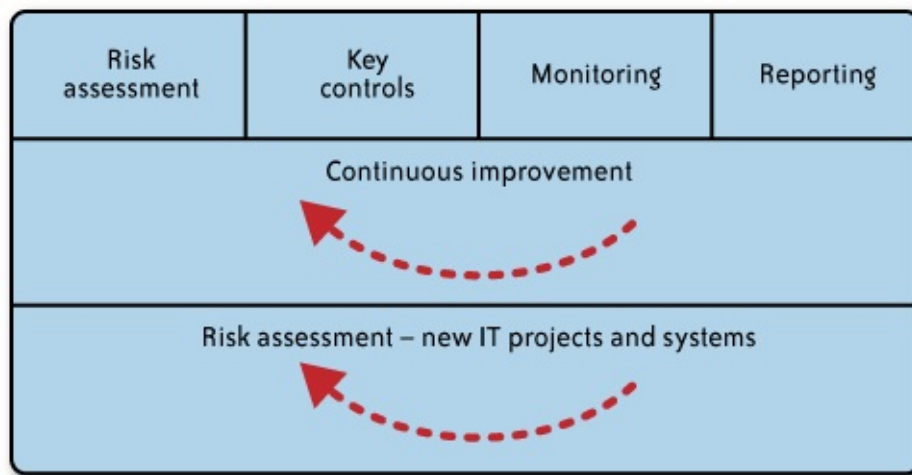 Risk
assessment
Key
controls
Monitoring
Reporting
Continuous improvement
Risk assessment – new IT projects and systems